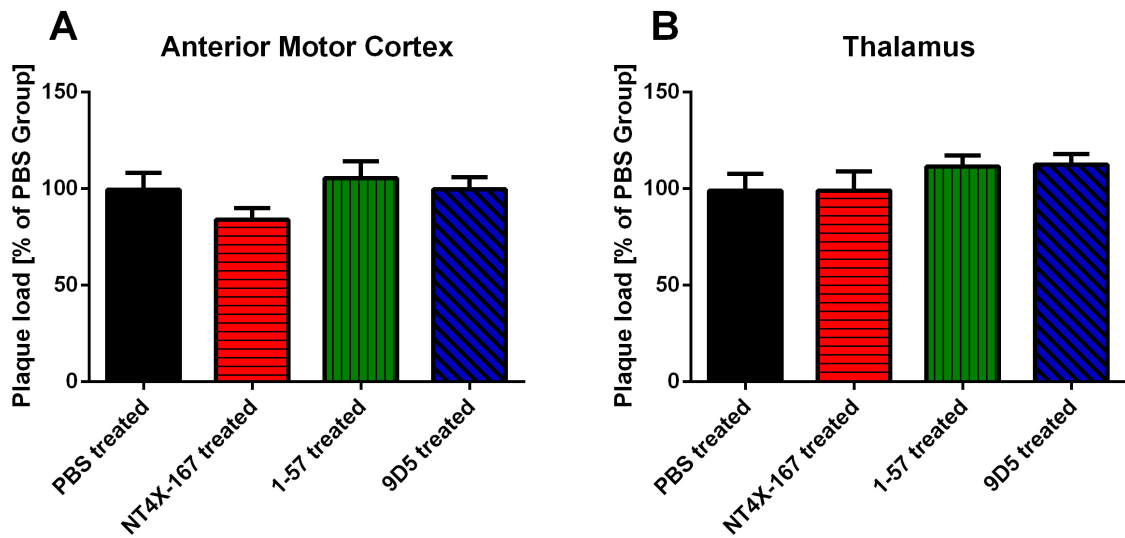 A
Anterior Motor Cortex
Plaque load [% of PBS Group]
150
100
50
0
PBS treated
NT4X-167 treated
1-57 treated
9D5 treated
B
Thalamus
Plaque load [% of PBS Group]
150
100
50
0
PBS treated
NT4X-167 treated
1-57 treated
9D5 treated